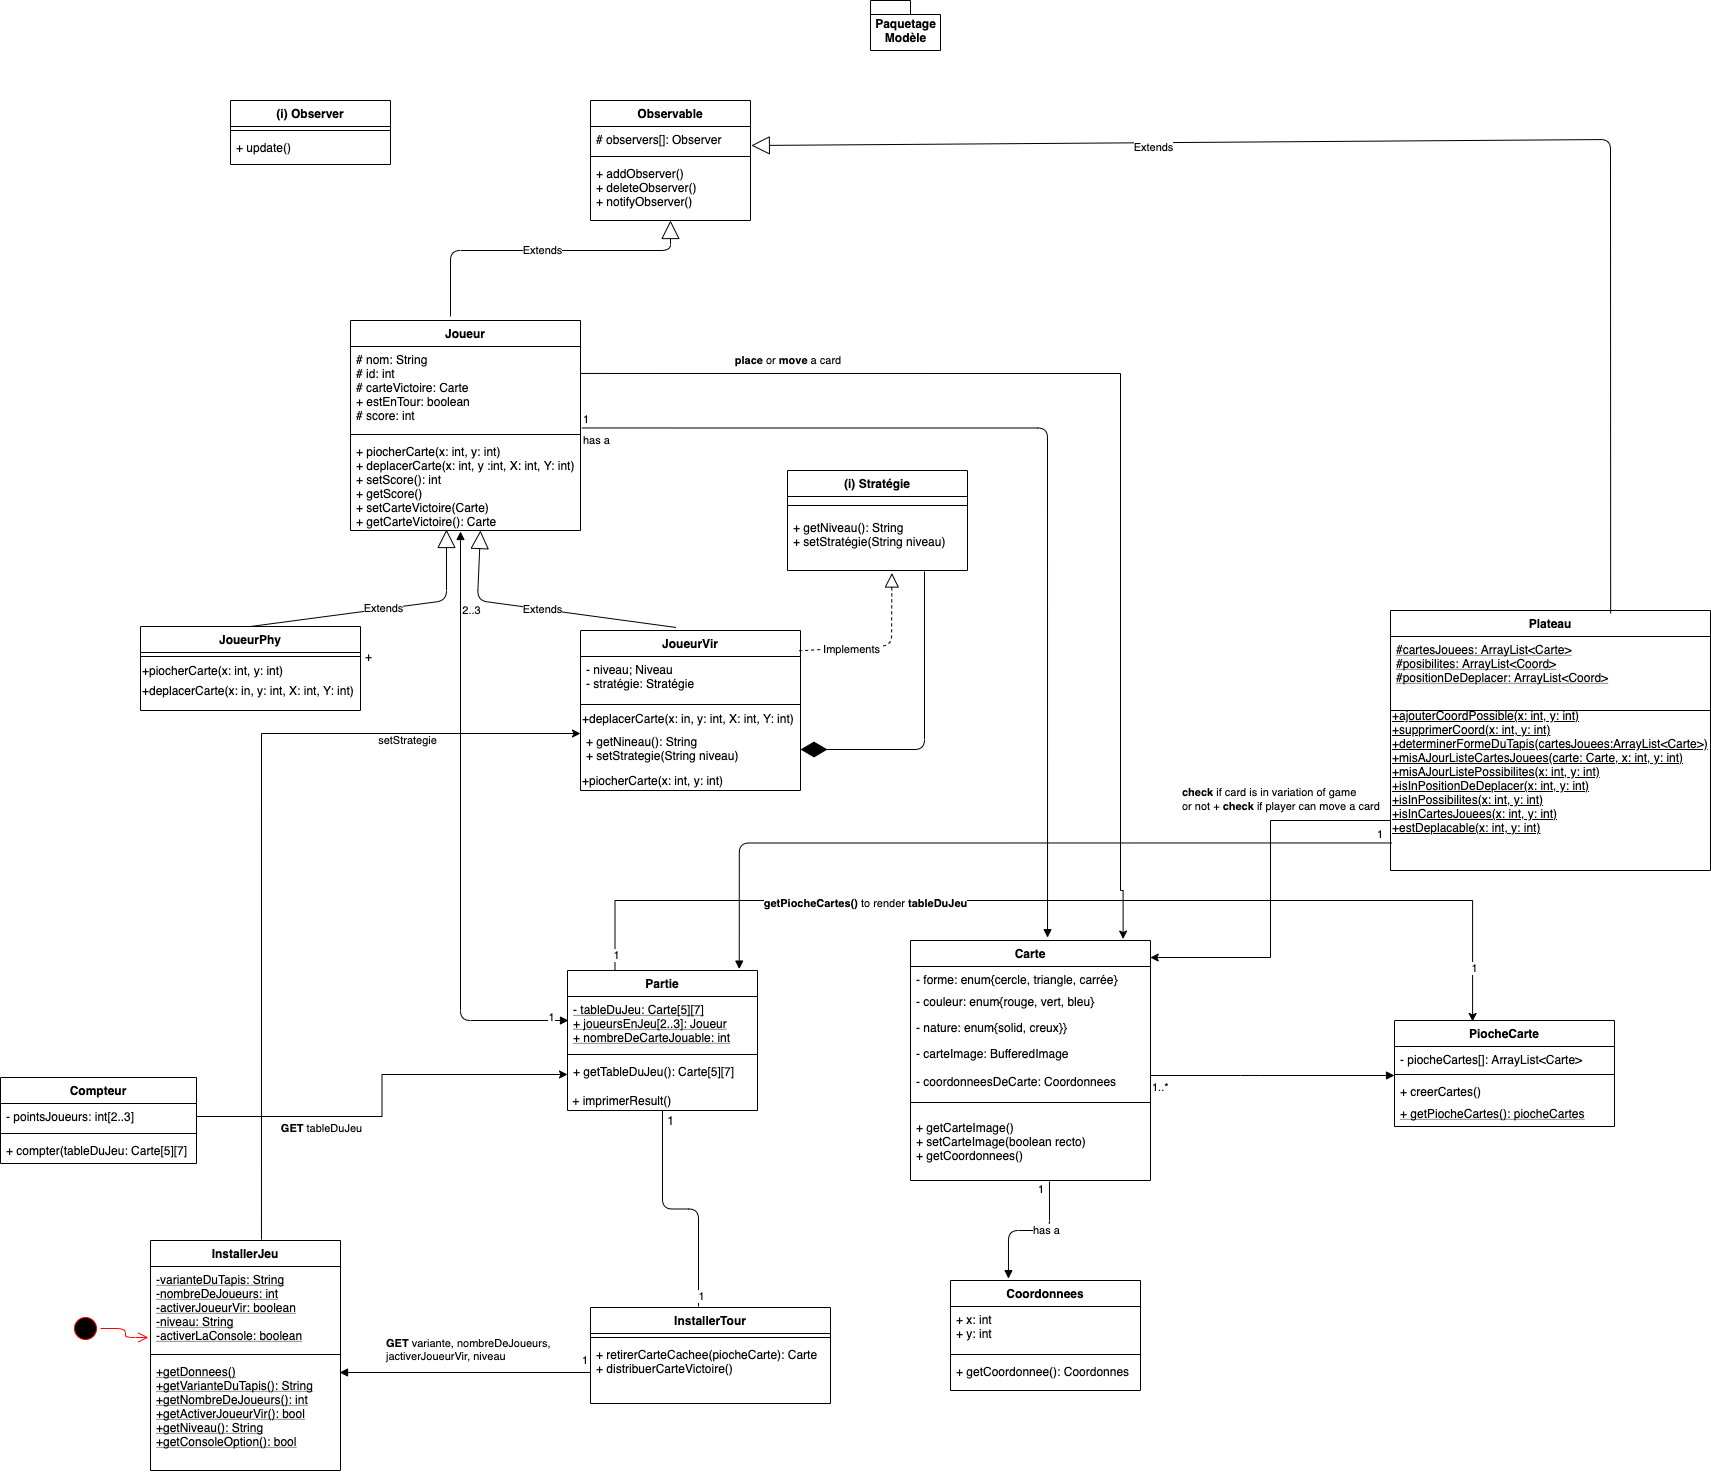 Paquetage
Modèle
(i) Observer
+ update()
Observable
# observers[]: Observer
+ addObserver()
+ deleteObserver()
+ notifyObserver()
Extends
Extends
Joueur
# nom: String
# id: int
# carteVictoire: Carte
+ estEnTour: boolean
# score: int
+ piocherCarte(x: int, y: int)
+ deplacerCarte(x: int, y :int, X: int, Y: int)
+ setScore(): int
+ getScore()
+ setCarteVictoire(Carte)
+ getCarteVictoire(): Carte
place or move a card
1
has a
(i) Stratégie
+ getNiveau(): String
+ setStratégie(String niveau)
Extends
2..3
Extends
JoueurPhy
+piocherCarte(x: int, y: int)
+deplacerCarte(x: in, y: int, X: int, Y: int)
+
JoueurVir
- niveau; Niveau
- stratégie: Stratégie
+deplacerCarte(x: in, y: int, X: int, Y: int)
+ getNineau(): String
+ setStrategie(String niveau)
+piocherCarte(x: int, y: int)
Implements
setStrategie
Plateau
#cartesJouees: ArrayList<Carte>
#posibilites: ArrayList<Coord>
#positionDeDeplacer: ArrayList<Coord>
+ajouterCoordPossible(x: int, y: int)
+supprimerCoord(x: int, y: int)
+determinerFormeDuTapis(cartesJouees:ArrayList<Carte>)
+misAJourListeCartesJouees(carte: Carte, x: int, y: int)
+misAJourListePossibilites(x: int, y: int)
+isInPositionDeDeplacer(x: int, y: int)
+isInPossibilites(x: int, y: int)
+isInCartesJouees(x: int, y: int)
+estDeplacable(x: int, y: int)
check if card is in variation of game
or not + check if player can move a card
1
getPiocheCartes() to render tableDuJeu
1
1
Partie
- tableDuJeu: Carte[5][7]
+ joueursEnJeu[2..3]: Joueur
+ nombreDeCarteJouable: int
+ getTableDuJeu(): Carte[5][7]
+ imprimerResult()
1
1
Carte
- forme: enum{cercle, triangle, carrée}
- couleur: enum{rouge, vert, bleu}
- nature: enum{solid, creux}}
- carteImage: BufferedImage
- coordonneesDeCarte: Coordonnees
+ getCarteImage()
+ setCarteImage(boolean recto)
+ getCoordonnees()
1..*
PiocheCarte
- piocheCartes[]: ArrayList<Carte>
+ creerCartes()
+ getPiocheCartes(): piocheCartes
Compteur
- pointsJoueurs: int[2..3]
+ compter(tableDuJeu: Carte[5][7]
GET tableDuJeu
1
has a
Coordonnees
+ x: int
+ y: int
+ getCoordonnee(): Coordonnes
InstallerJeu
-varianteDuTapis: String
-nombreDeJoueurs: int
-activerJoueurVir: boolean
-niveau: String
-activerLaConsole: boolean
+getDonnees()
+getVarianteDuTapis(): String
+getNombreDeJoueurs(): int
+getActiverJoueurVir(): bool
+getNiveau(): String
+getConsoleOption(): bool
GET variante, nombreDeJoueurs,
jactiverJoueurVir, niveau
1
1
InstallerTour
+ retirerCarteCachee(piocheCarte): Carte
+ distribuerCarteVictoire()